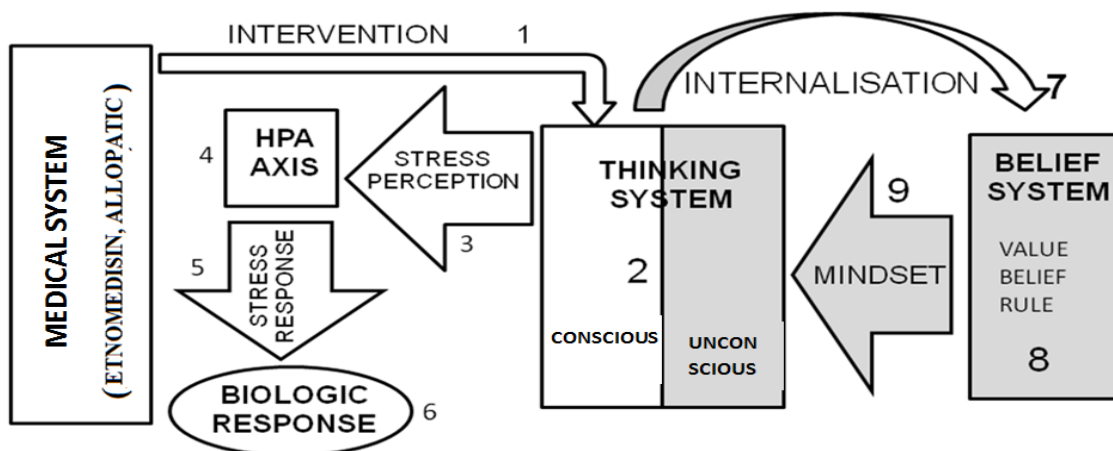 INTERVENTION 1
INTERNALISATION 7
MEDICAL SYSTEM
( ETNOMEDISIN, ALLOPATIC )
4
HPA
AXIS
STRESS
PERCEPTION
3
5
STRESS
RESPONSE
BIOLOGIC
RESPONSE
6
THINKING
SYSTEM
2
CONSCIOUS
UNCON
SCIOUS
9
MINDSET
BELIEF
SYSTEM
VALUE
BELIEF
RULE
8